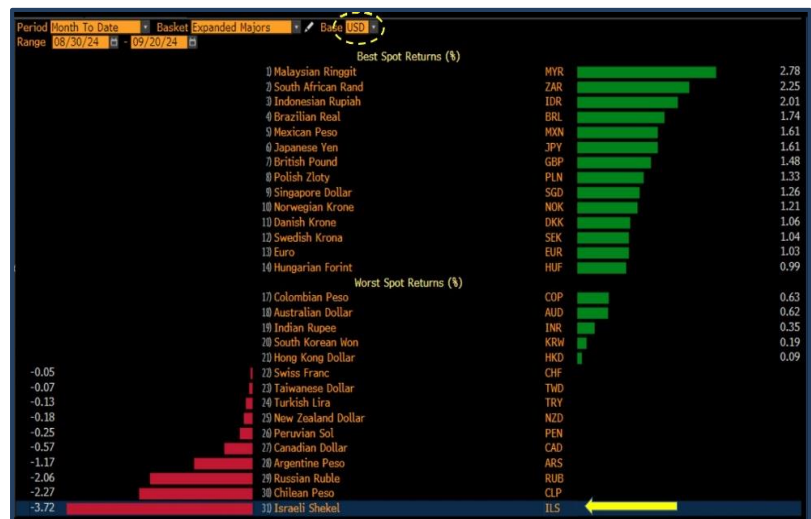 Period Month To Date Basket Expanded Majors Base USD
Range 08/30/24 - 09/20/24
Best Spot Returns (%)
1) Malaysian Ringgit MYR 2.78
2) South African Rand ZAR 2.25
3) Indonesian Rupiah IDR 2.01
4) Brazilian Real BRL 1.74
5) Mexican Peso MXN 1.61
6) Japanese Yen JPY 1.61
7) British Pound GBP 1.48
8) Polish Zloty PLN 1.33
9) Singapore Dollar SGD 1.26
10) Norwegian Krone NOK 1.21
11) Danish Krone DKK 1.06
12) Swedish Krona SEK 1.04
13) Euro EUR 1.03
14) Hungarian Forint HUF 0.99
Worst Spot Returns (%)
17) Colombian Peso COP 0.63
18) Australian Dollar AUD 0.62
19) Indian Rupee INR 0.35
20) South Korean Won KRW 0.19
21) Hong Kong Dollar HKD 0.09
-0.05 22) Swiss Franc CHF
-0.07 23) Taiwanese Dollar TWD
-0.13 24) Turkish Lira TRY
-0.18 25) New Zealand Dollar NZD
-0.25 26) Peruvian Sol PEN
-0.57 27) Canadian Dollar CAD
-1.17 28) Argentine Peso ARS
-2.06 29) Russian Ruble RUB
-2.27 30) Chilean Peso CLP
-3.72 31) Israeli Shekel ILS